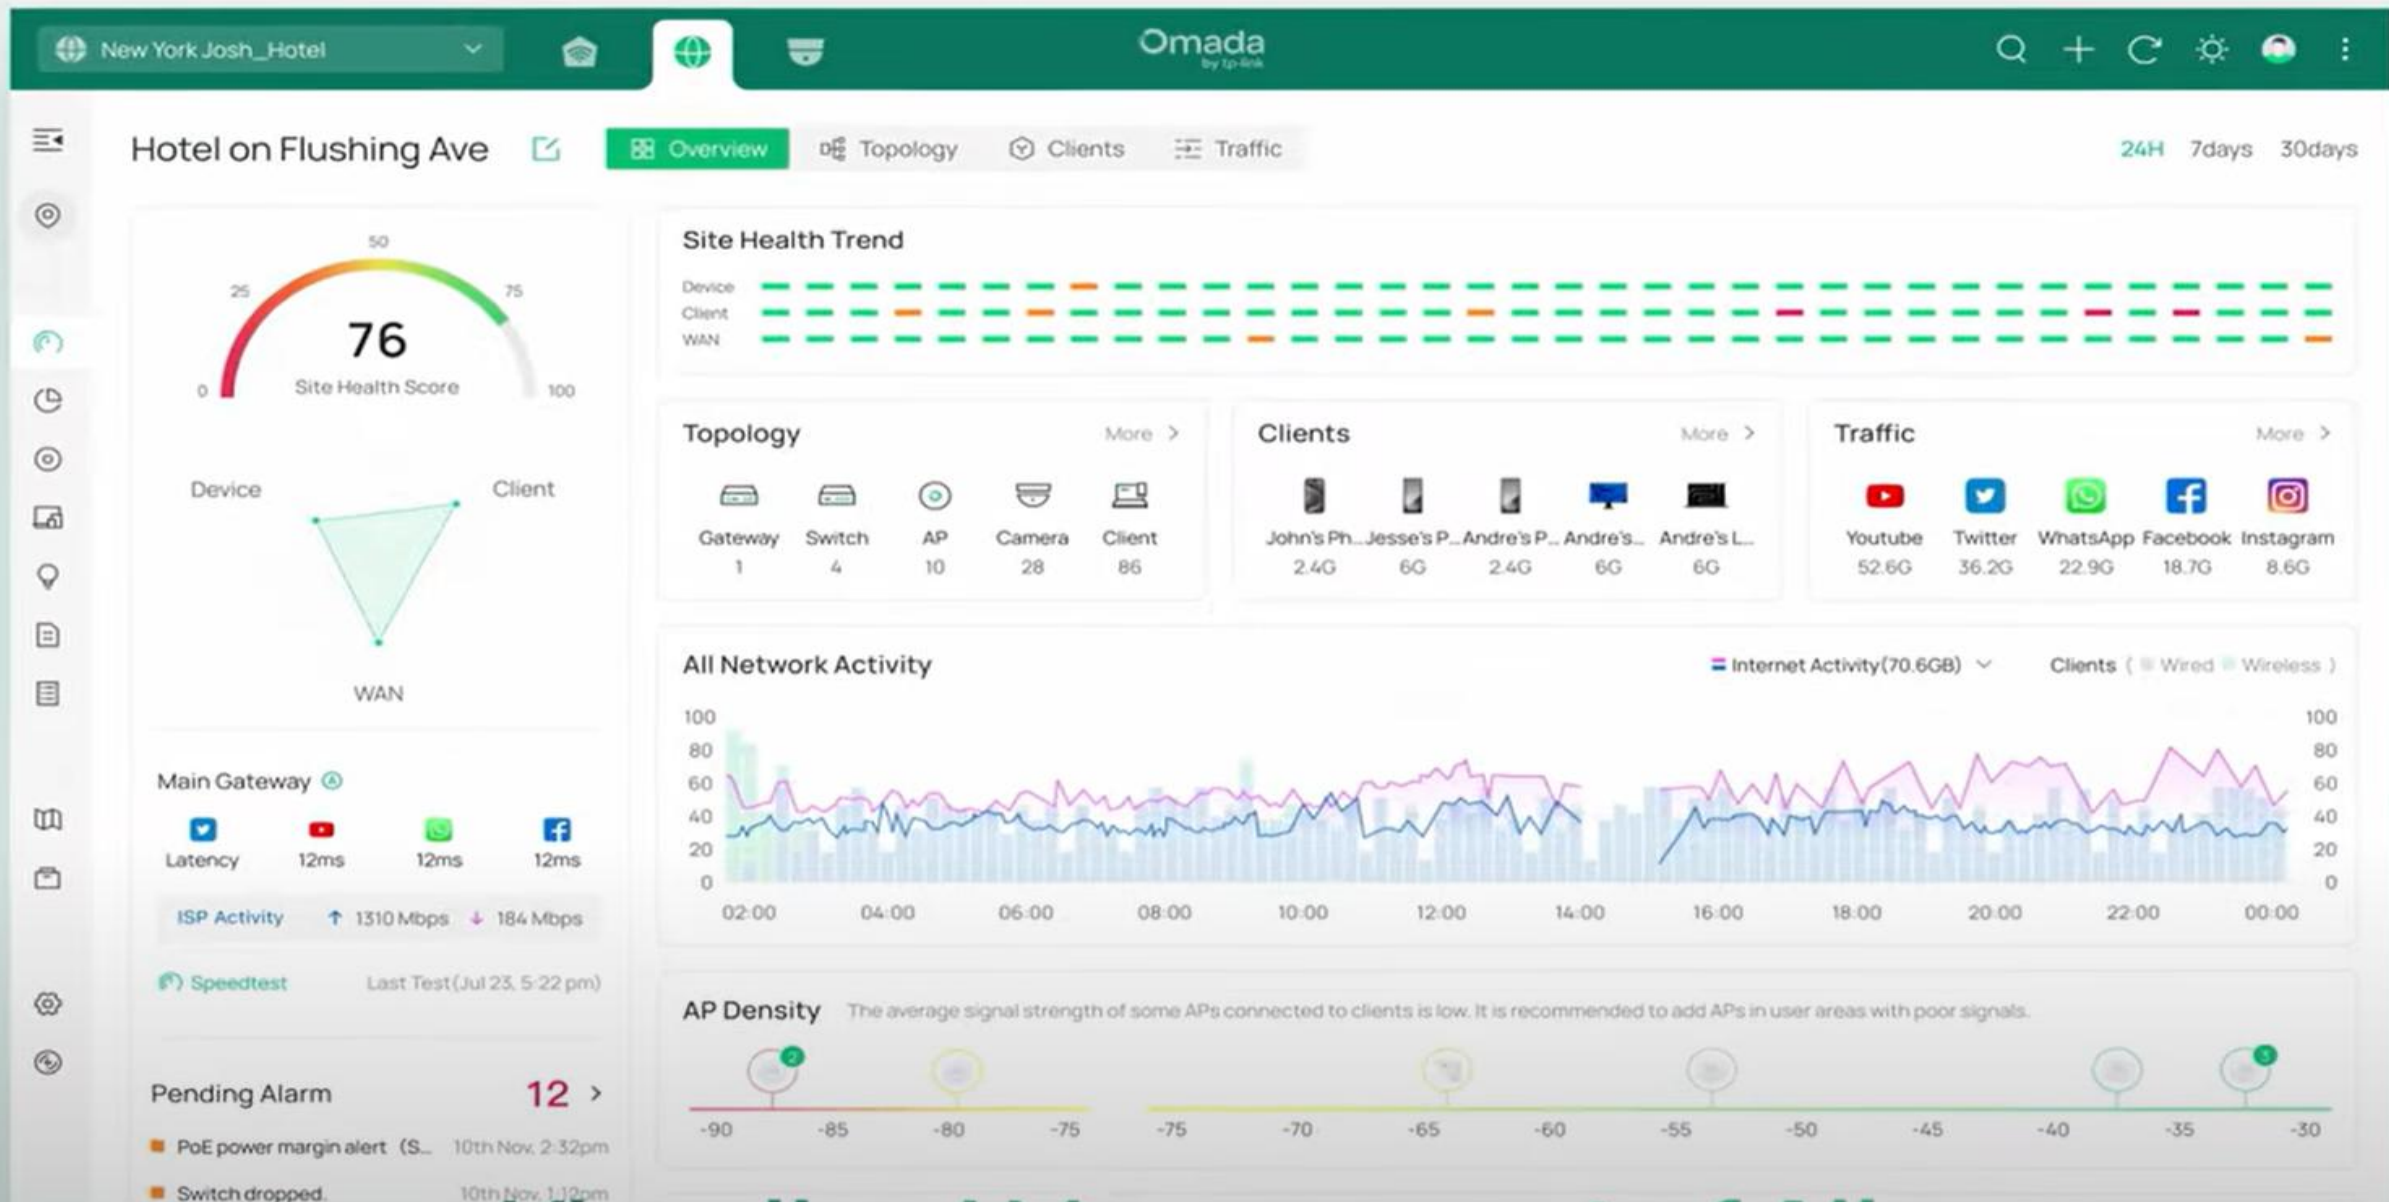 New York Josh_Hotel
Omada
by tp-link
Hotel on Flushing Ave
Overview
Topology
Clients
Traffic
24H 7days 30days
50
25
75
76
0
Site Health Score
100
Device
Client
WAN
Main Gateway
Latency 12ms 12ms 12ms
ISP Activity 1310 Mbps 184 Mbps
Speedtest Last Test(Jul 23, 5:22 pm)
Pending Alarm 12
PoE power margin alert (S... 10th Nov, 2:32pm
Switch dropped. 10th Nov, 1:12pm
Site Health Trend
Device
Client
WAN
Topology More
Gateway Switch AP Camera Client
1 4 10 28 86
Clients More
John's Ph... Jesse's P... Andre's P... Andre's... Andre's L...
2.4G 6G 2.4G 6G 6G
Traffic More
Youtube Twitter WhatsApp Facebook Instagram
52.6G 36.2G 22.9G 18.7G 8.6G
All Network Activity Internet Activity(70.6GB) Clients ( Wired Wireless )
100 100
80 80
60 60
40 40
20 20
0 0
02:00 04:00 06:00 08:00 10:00 12:00 14:00 16:00 18:00 20:00 22:00 00:00
AP Density The average signal strength of some APs connected to clients is low. It is recommended to add APs in user areas with poor signals.
2 3
-90 -85 -80 -75 -75 -70 -65 -60 -55 -50 -45 -40 -35 -30